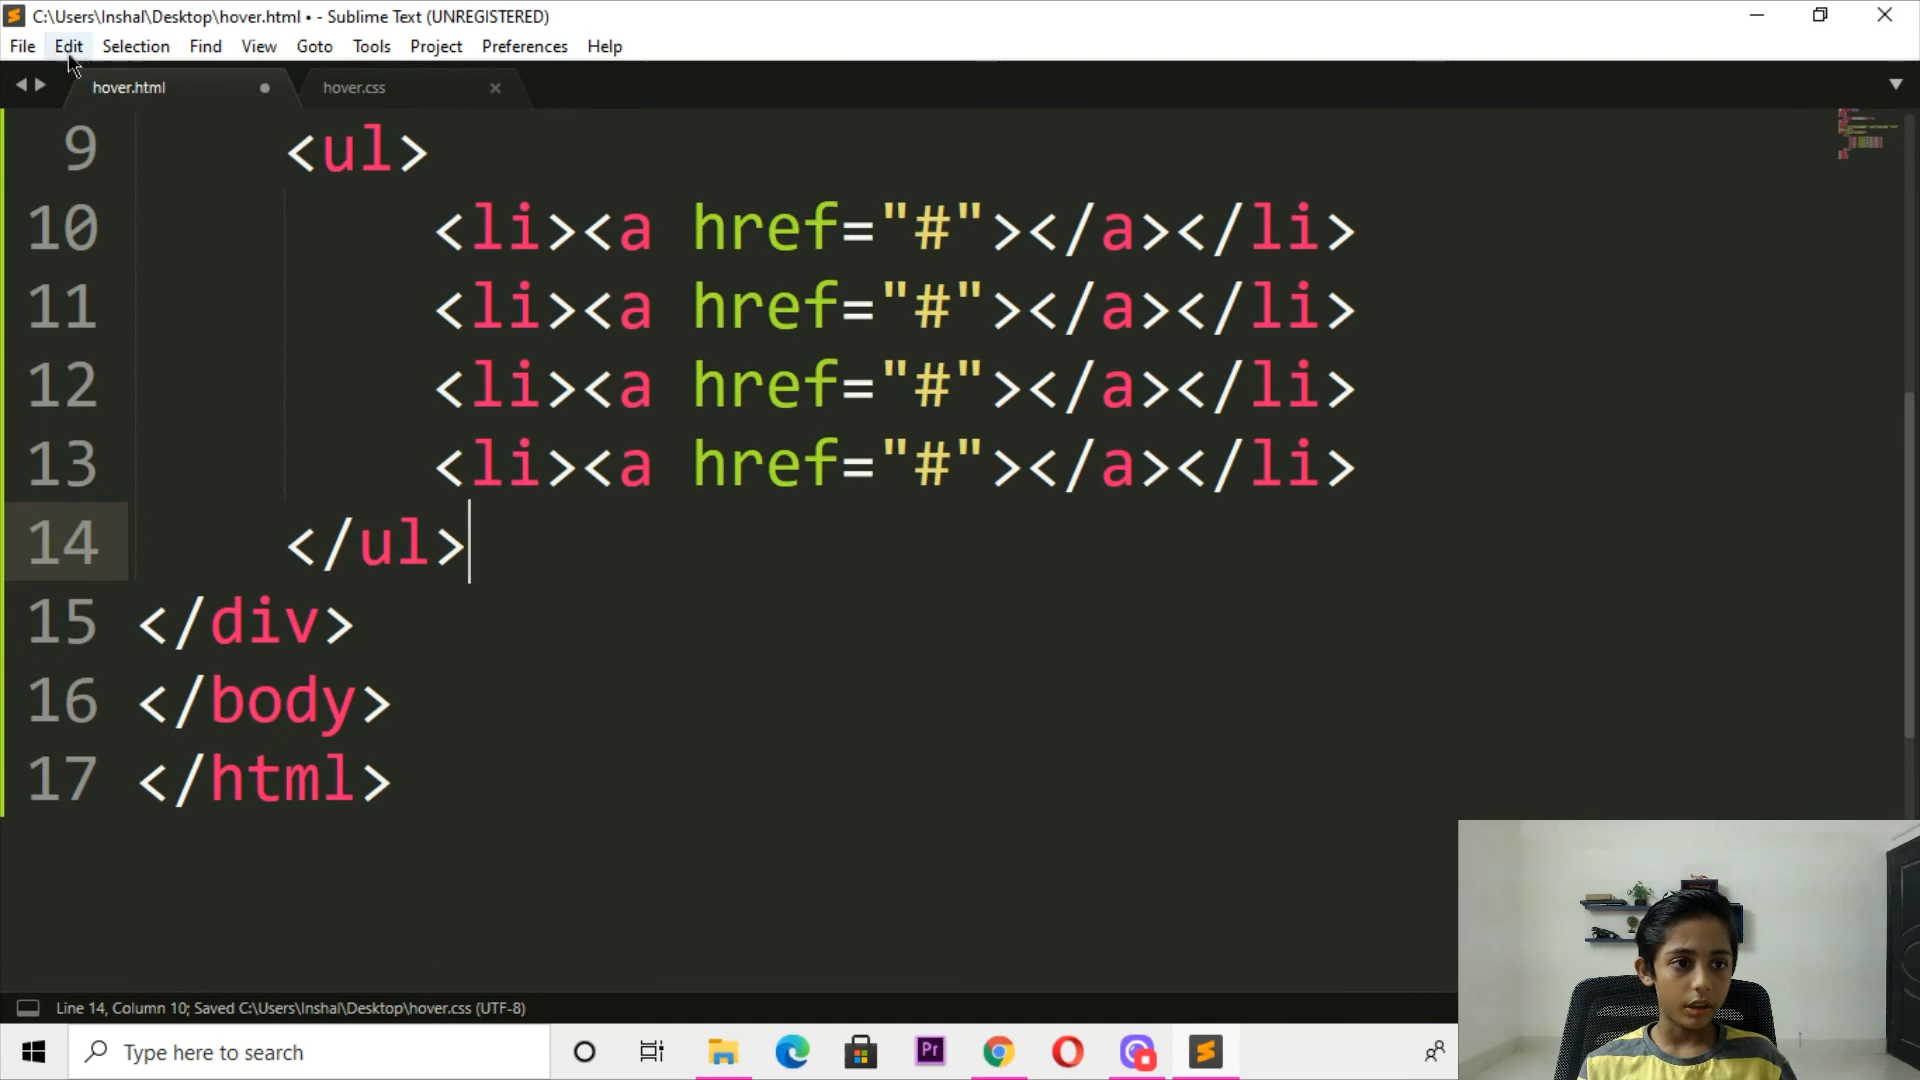 C:\Users\Inshal\Desktop\hover.html • - Sublime Text (UNREGISTERED)
File Edit Selection Find View Goto Tools Project Preferences Help
hover.html hover.css
9 <ul>
10 <li><a href="#"></a></li>
11 <li><a href="#"></a></li>
12 <li><a href="#"></a></li>
13 <li><a href="#"></a></li>
14 </ul>
15 </div>
16 </body>
17 </html>
Line 14, Column 10; Saved C:\Users\Inshal\Desktop\hover.css (UTF-8)
Type here to search
Pr